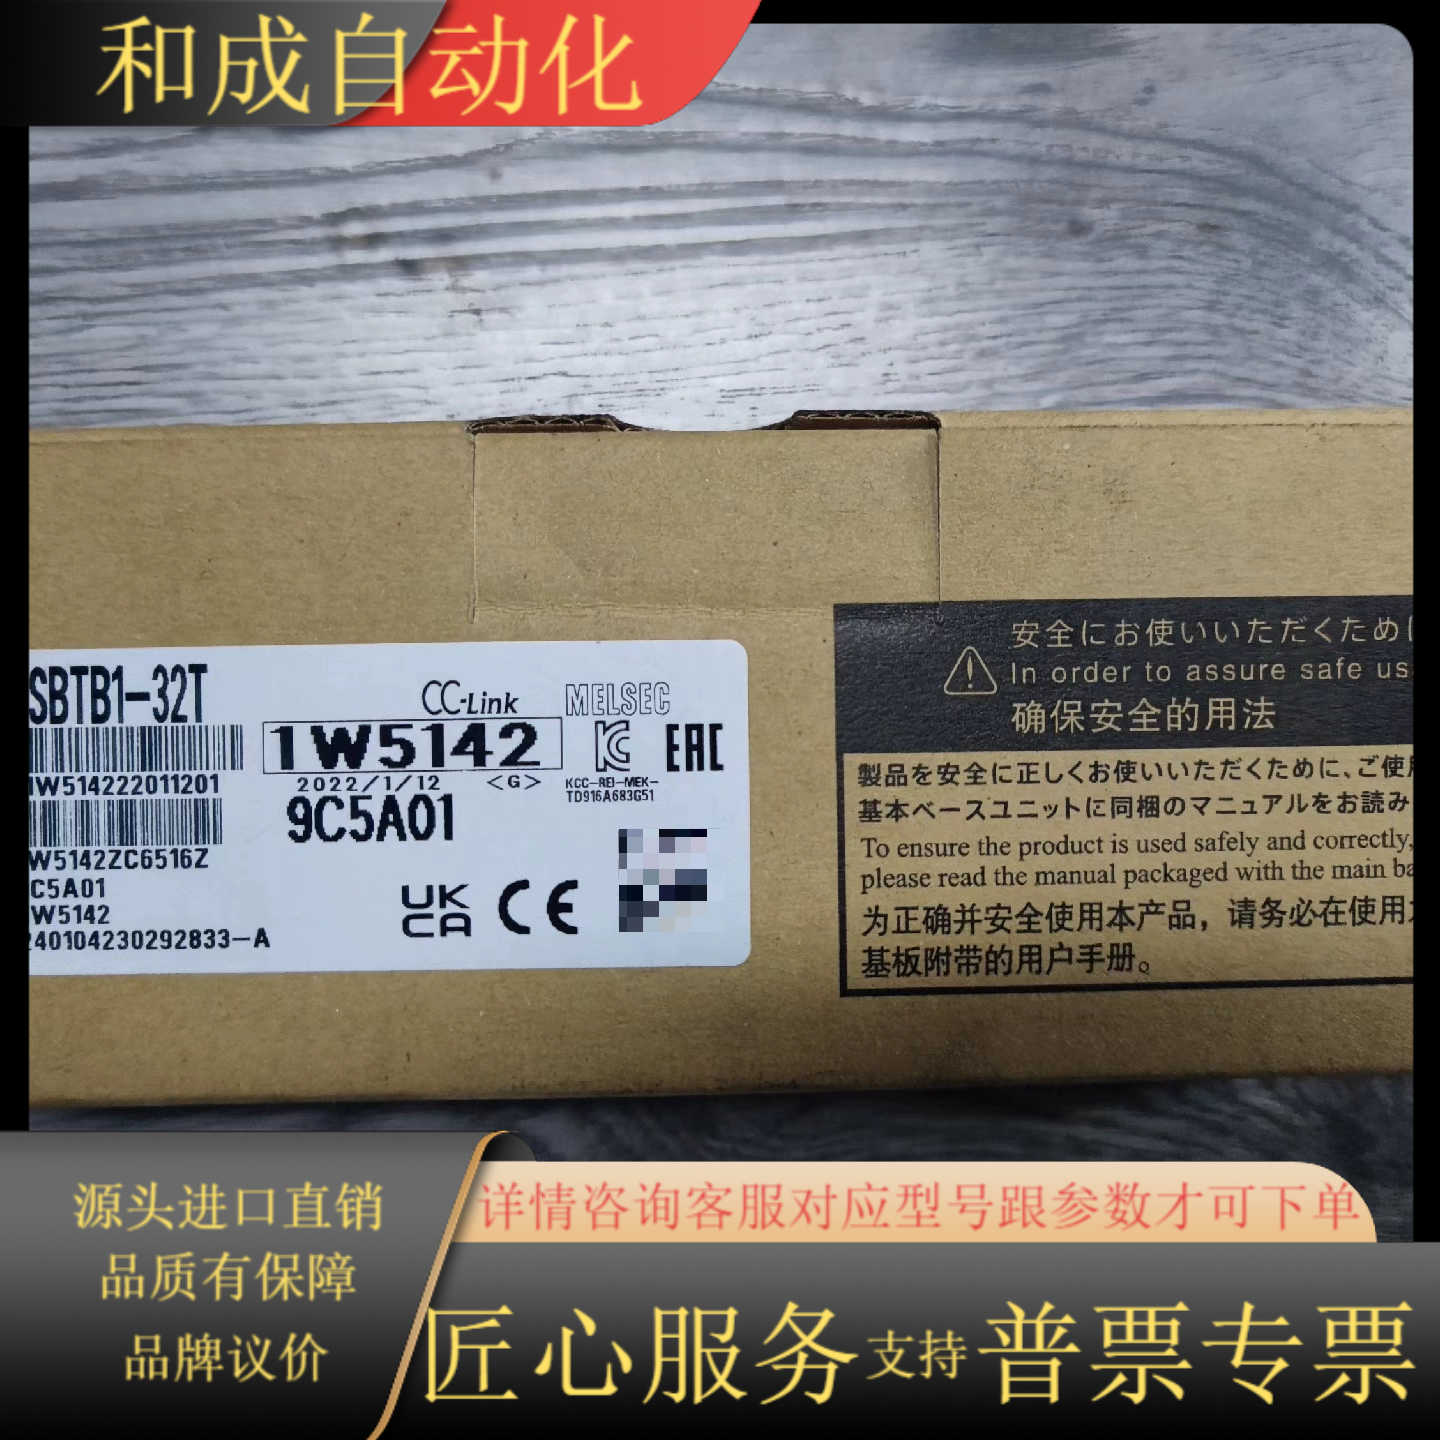 和成自动化
SBTB1-32T
CC-Link
MELSEC
1W5142
EAC
W514222011201
2022/1/12
<G>
KCC-REI-MEK-
TD916A683G51
9C5A01
W5142ZC6516Z
C5A01
W5142
240104230292833-A
UK
CA
CE
安全にお使いいただくため
In order to assure safe us
确保安全的用法
製品を安全に正しくお使いいただくために、ご使
基本ベースユニットに同梱のマニュアルをお読み
To ensure the product is used safely and correctly,
please read the manual packaged with the main ba
为正确并安全使用本产品，请务必在使用
基板附带的用户手册。
源头进口直销
品质有保障
品牌议价
详情咨询客服对应型号跟参数才可下单
匠心服务支持普票专票